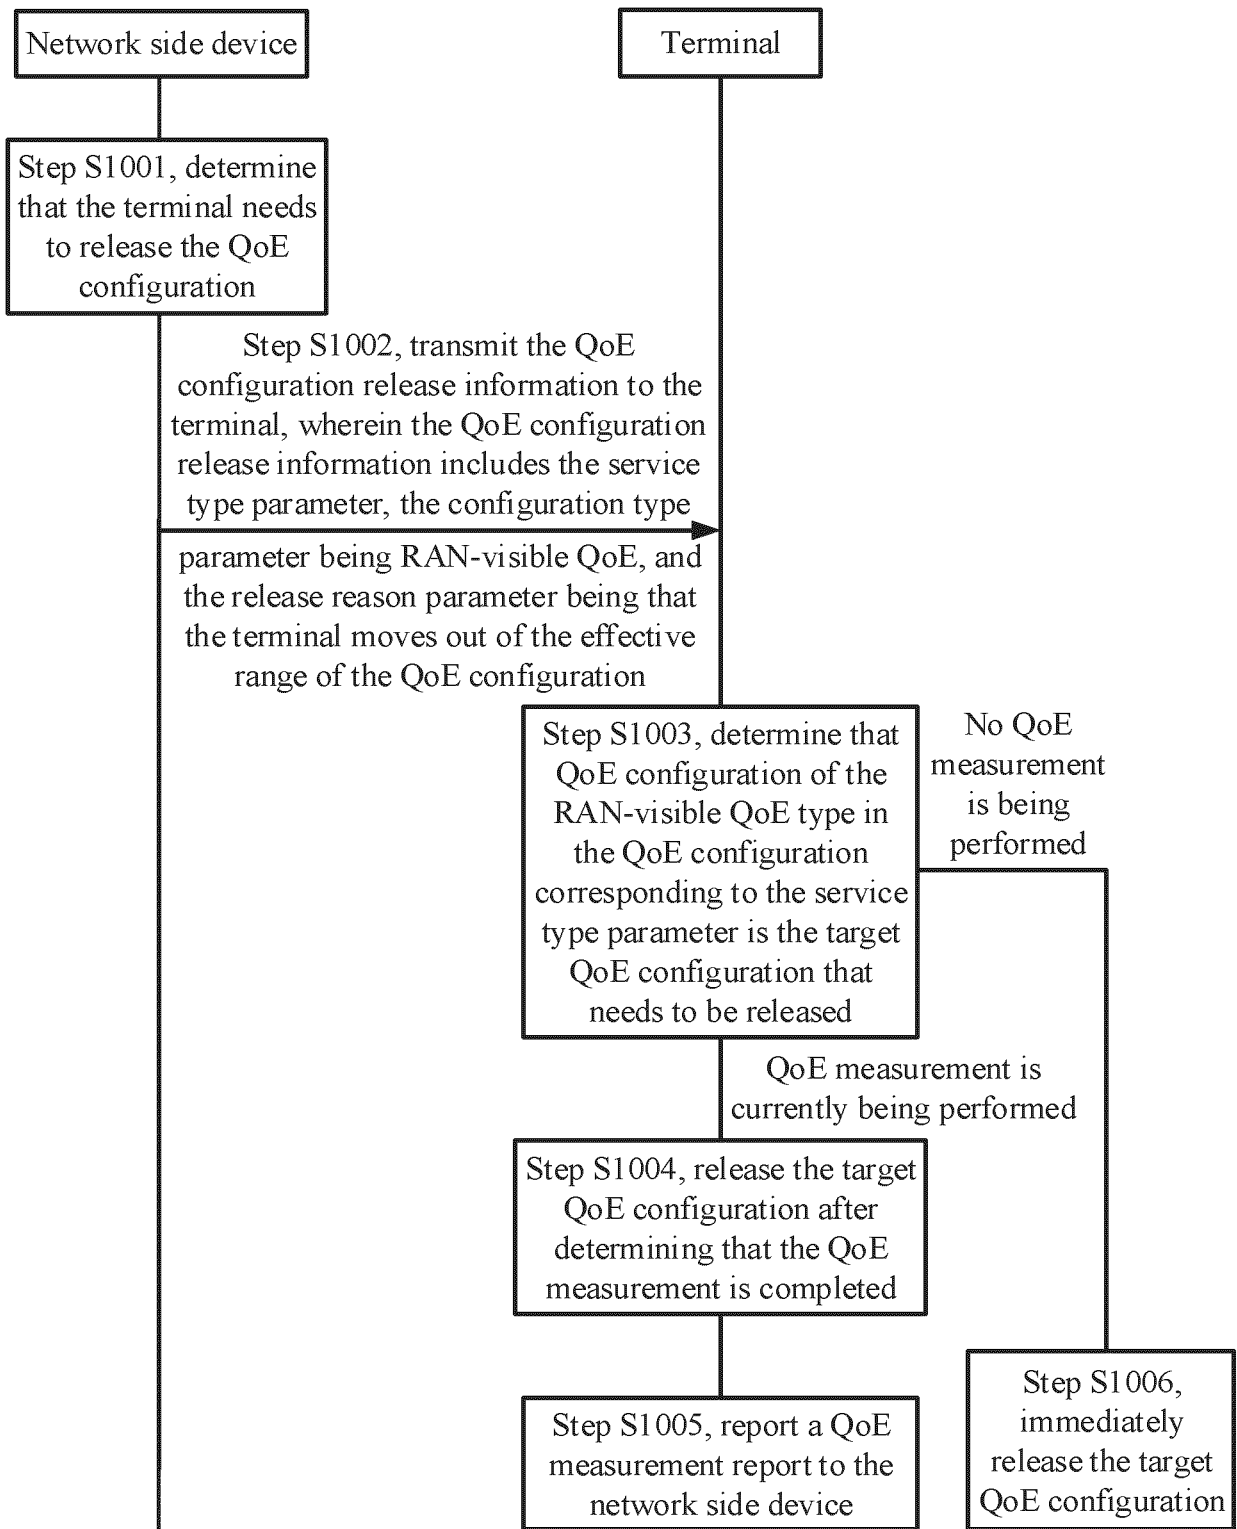 Network side device
Terminal
Step S1001, determine
that the terminal needs
to release the QoE
configuration
Step S1002, transmit the QoE
configuration release information to the
terminal, wherein the QoE configuration
release information includes the service
type parameter, the configuration type
parameter being RAN-visible QoE, and
the release reason parameter being that
the terminal moves out of the effective
range of the QoE configuration
Step S1003, determine that
QoE configuration of the
RAN-visible QoE type in
the QoE configuration
corresponding to the service
type parameter is the target
QoE configuration that
needs to be released
No QoE
measurement
is being
performed
QoE measurement is
currently being performed
Step S1004, release the target
QoE configuration after
determining that the QoE
measurement is completed
Step S1005, report a QoE
measurement report to the
network side device
Step S1006,
immediately
release the target
QoE configuration